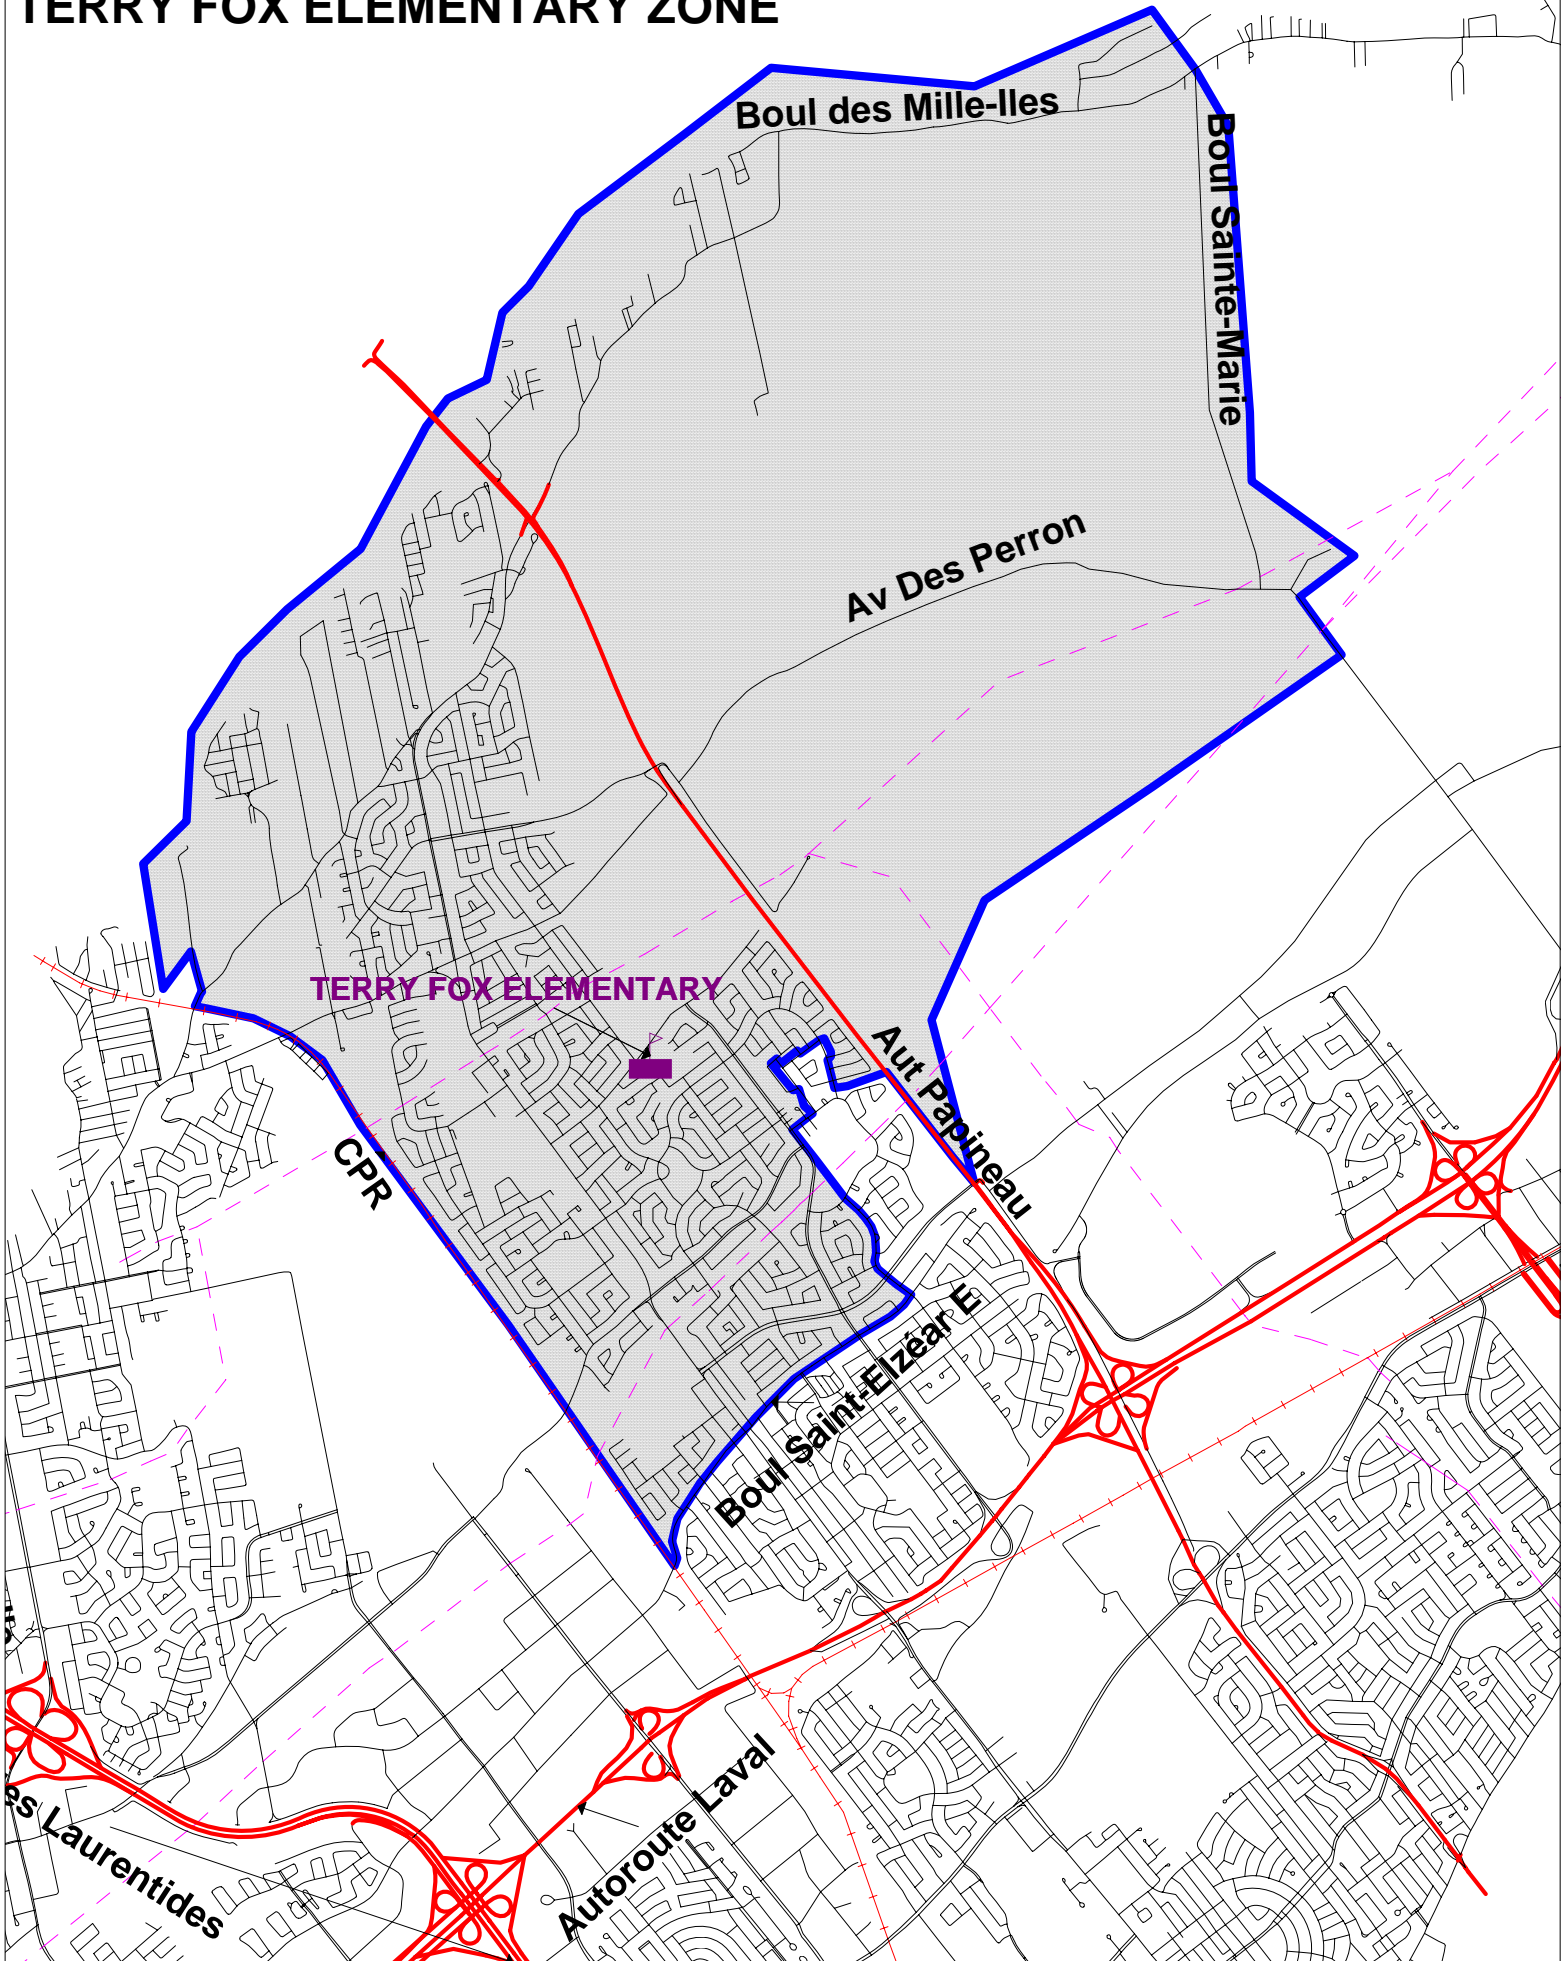 TERRY FOX ELEMENTARY ZONE
Boul des Mille-Iles
Boul Sainte-Marie
Av Des Perron
TERRY FOX ELEMENTARY
Aut Papineau
CPR
Boul Saint-Elzéar E
Autoroute Laval
es Laurentides